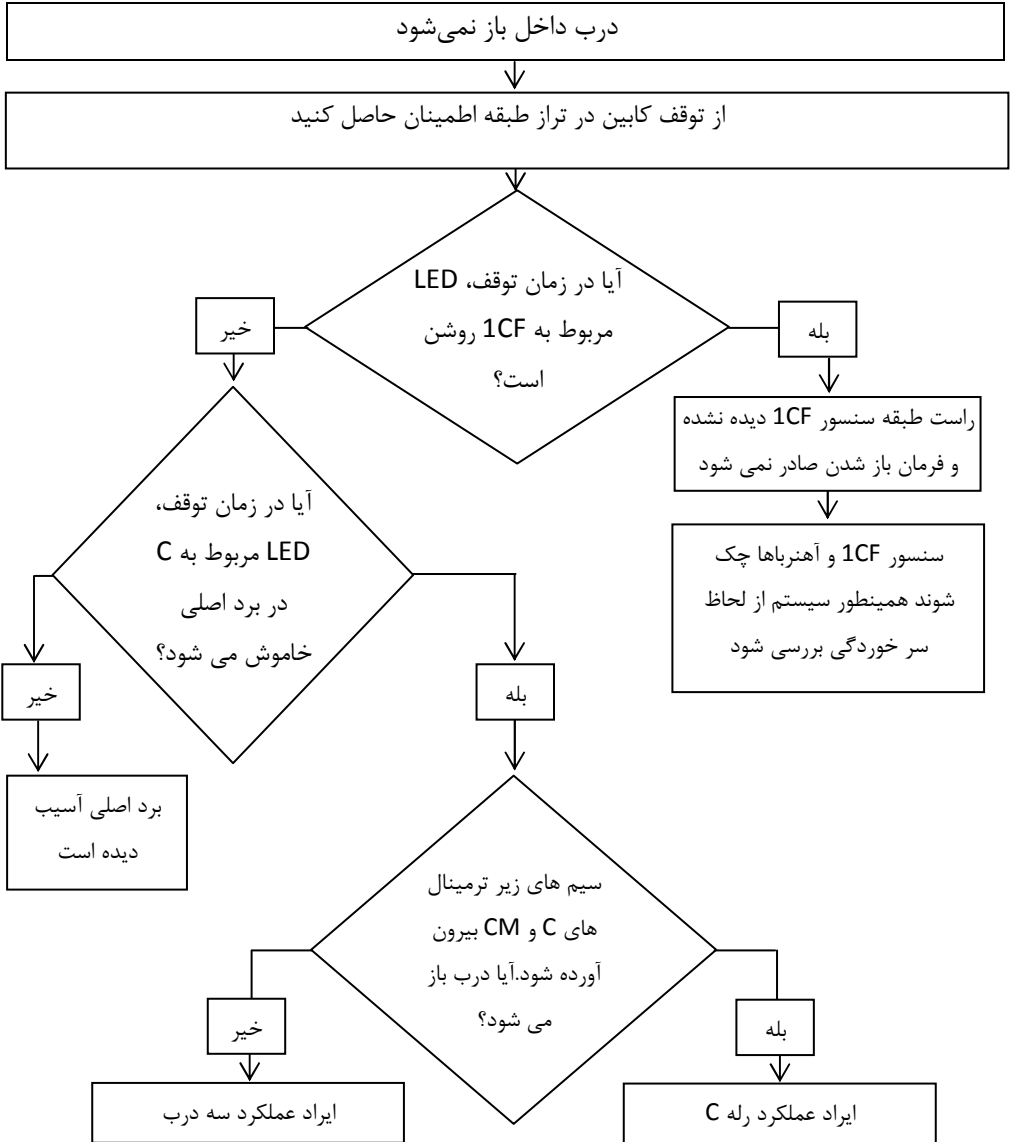 درب داخل باز نمی‌شود
از توقف کابین در تراز طبقه اطمینان حاصل کنید
آیا در زمان توقف، LED
مربوط به 1CF روشن
است؟
خیر
بله
راست طبقه سنسور 1CF دیده نشده
و فرمان باز شدن صادر نمی شود
سنسور 1CF و آهنرباها چک
شوند همینطور سیستم از لحاظ
سر خوردگی بررسی شود
آیا در زمان توقف،
LED مربوط به C
در برد اصلی
خاموش می شود؟
خیر
بله
برد اصلی آسیب
دیده است
سیم های زیر ترمینال
های C و CM بیرون
آورده شود.آیا درب باز
می شود؟
خیر
بله
ایراد عملکرد سه درب
ایراد عملکرد رله C